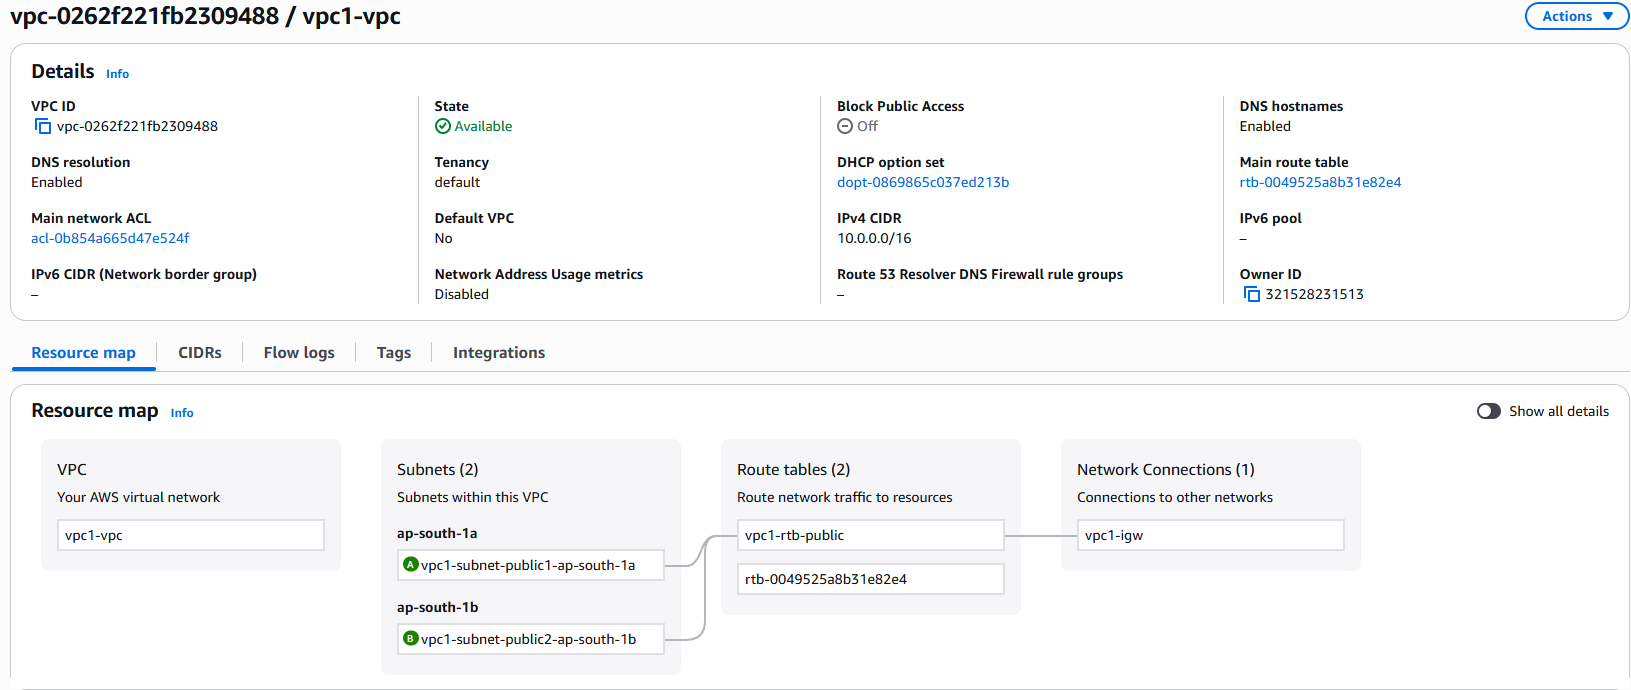 vpc-0262f221fb2309488 / vpc1-vpc
Actions
Details Info
VPC ID
vpc-0262f221fb2309488
State
Available
Block Public Access
Off
DNS hostnames
Enabled
DNS resolution
Enabled
Tenancy
default
DHCP option set
dopt-0869865c037ed213b
Main route table
rtb-0049525a8b31e82e4
Main network ACL
acl-0b854a665d47e524f
Default VPC
No
IPv4 CIDR
10.0.0.0/16
IPv6 pool
–
IPv6 CIDR (Network border group)
–
Network Address Usage metrics
Disabled
Route 53 Resolver DNS Firewall rule groups
–
Owner ID
321528231513
Resource map
CIDRs
Flow logs
Tags
Integrations
Resource map Info
Show all details
VPC
Your AWS virtual network
vpc1-vpc
Subnets (2)
Subnets within this VPC
ap-south-1a
A vpc1-subnet-public1-ap-south-1a
ap-south-1b
B vpc1-subnet-public2-ap-south-1b
Route tables (2)
Route network traffic to resources
vpc1-rtb-public
rtb-0049525a8b31e82e4
Network Connections (1)
Connections to other networks
vpc1-igw